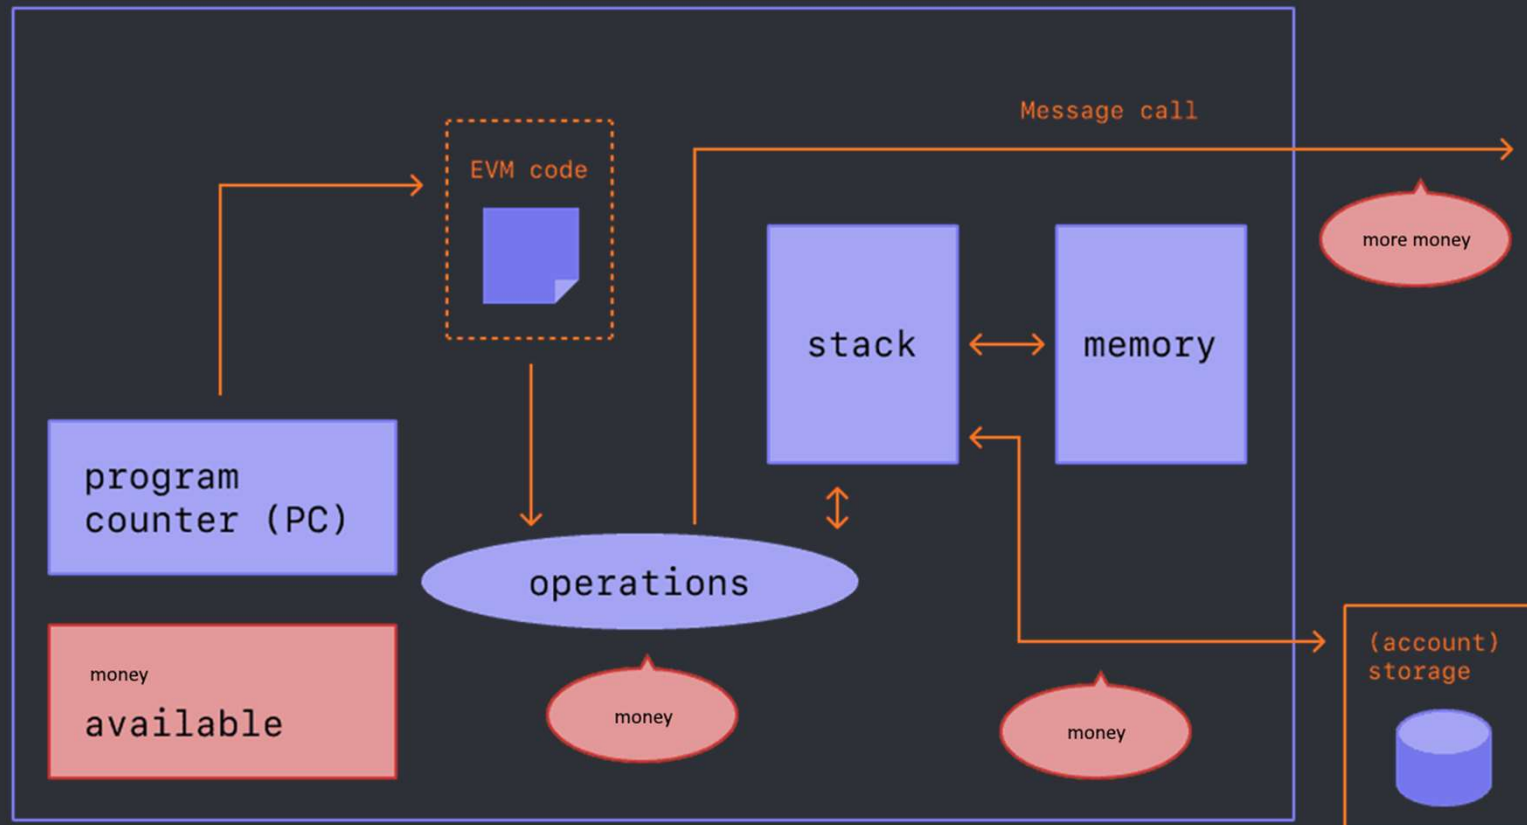 Message call
EVM code
more money
stack
memory
program
counter (PC)
operations
(account)
storage
money
available
money
money